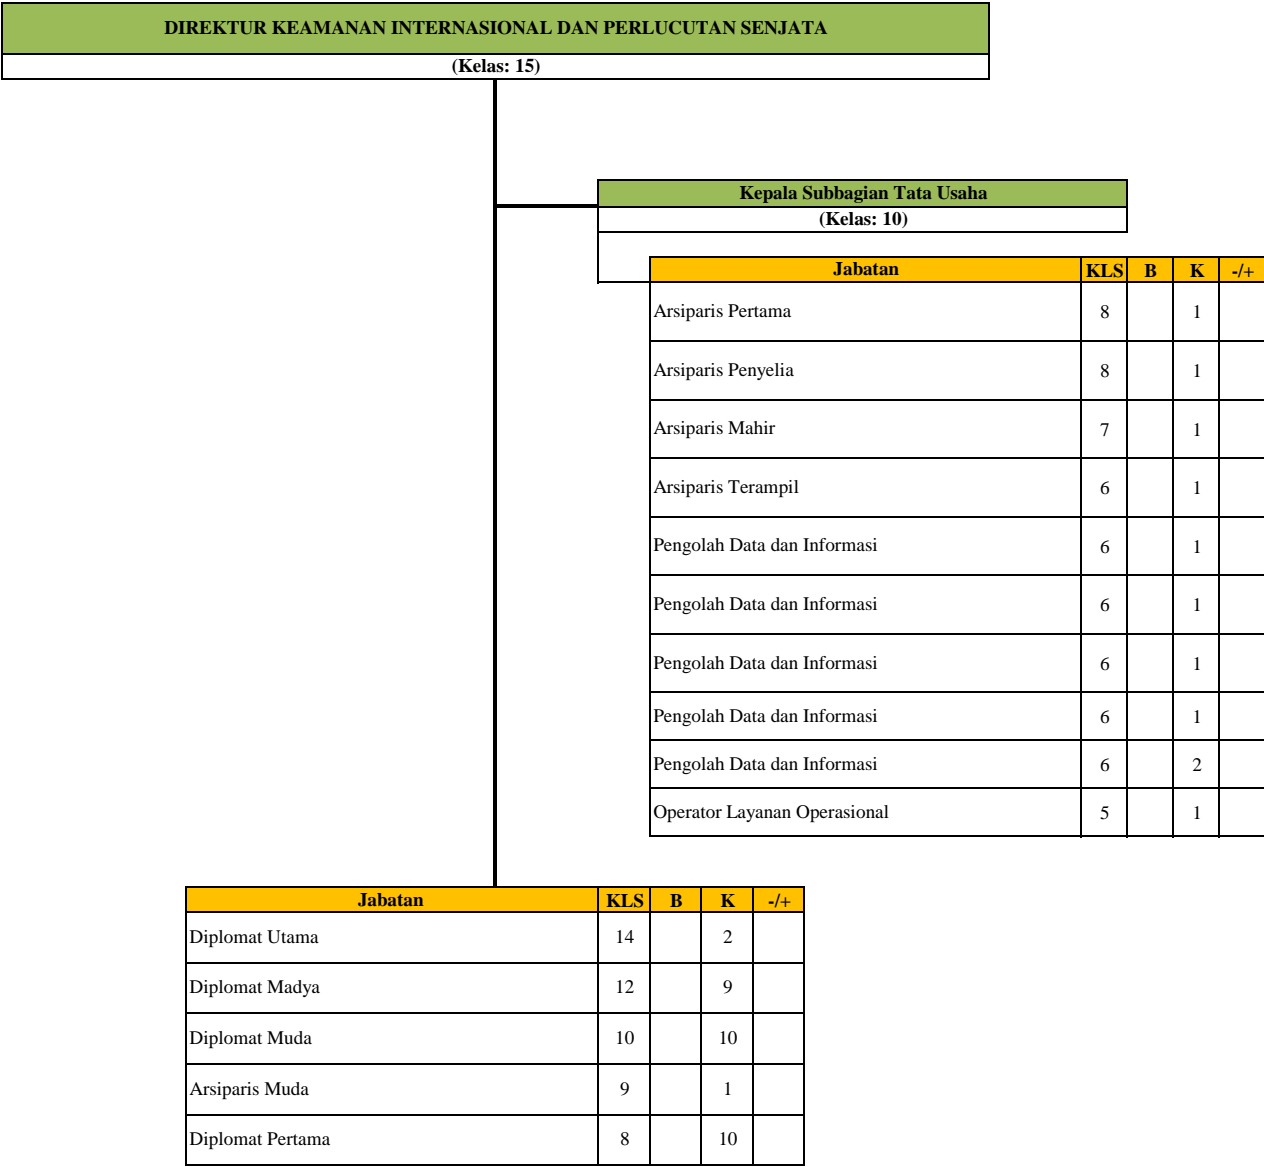 DIREKTUR KEAMANAN INTERNASIONAL DAN PERLUCUTAN SENJATA
(Kelas: 15)
Kepala Subbagian Tata Usaha
(Kelas: 10)
Jabatan KLS B K -/+
Arsiparis Pertama 8 1
Arsiparis Penyelia 8 1
Arsiparis Mahir 7 1
Arsiparis Terampil 6 1
Pengolah Data dan Informasi 6 1
Pengolah Data dan Informasi 6 1
Pengolah Data dan Informasi 6 1
Pengolah Data dan Informasi 6 1
Pengolah Data dan Informasi 6 2
Operator Layanan Operasional 5 1
Jabatan KLS B K -/+
Diplomat Utama 14 2
Diplomat Madya 12 9
Diplomat Muda 10 10
Arsiparis Muda 9 1
Diplomat Pertama 8 10